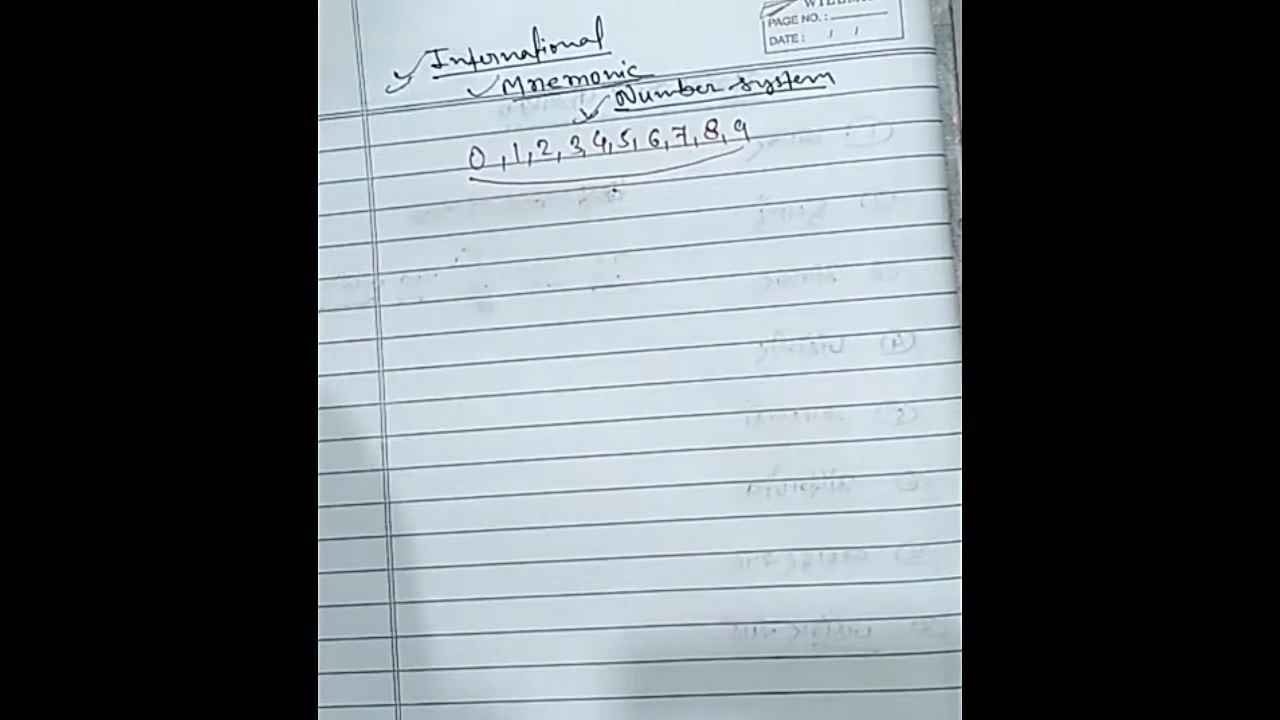 PAGE NO.:
DATE: / /
International
Mnemonic
Number system
0, 1, 2, 3, 4, 5, 6, 7, 8, 9